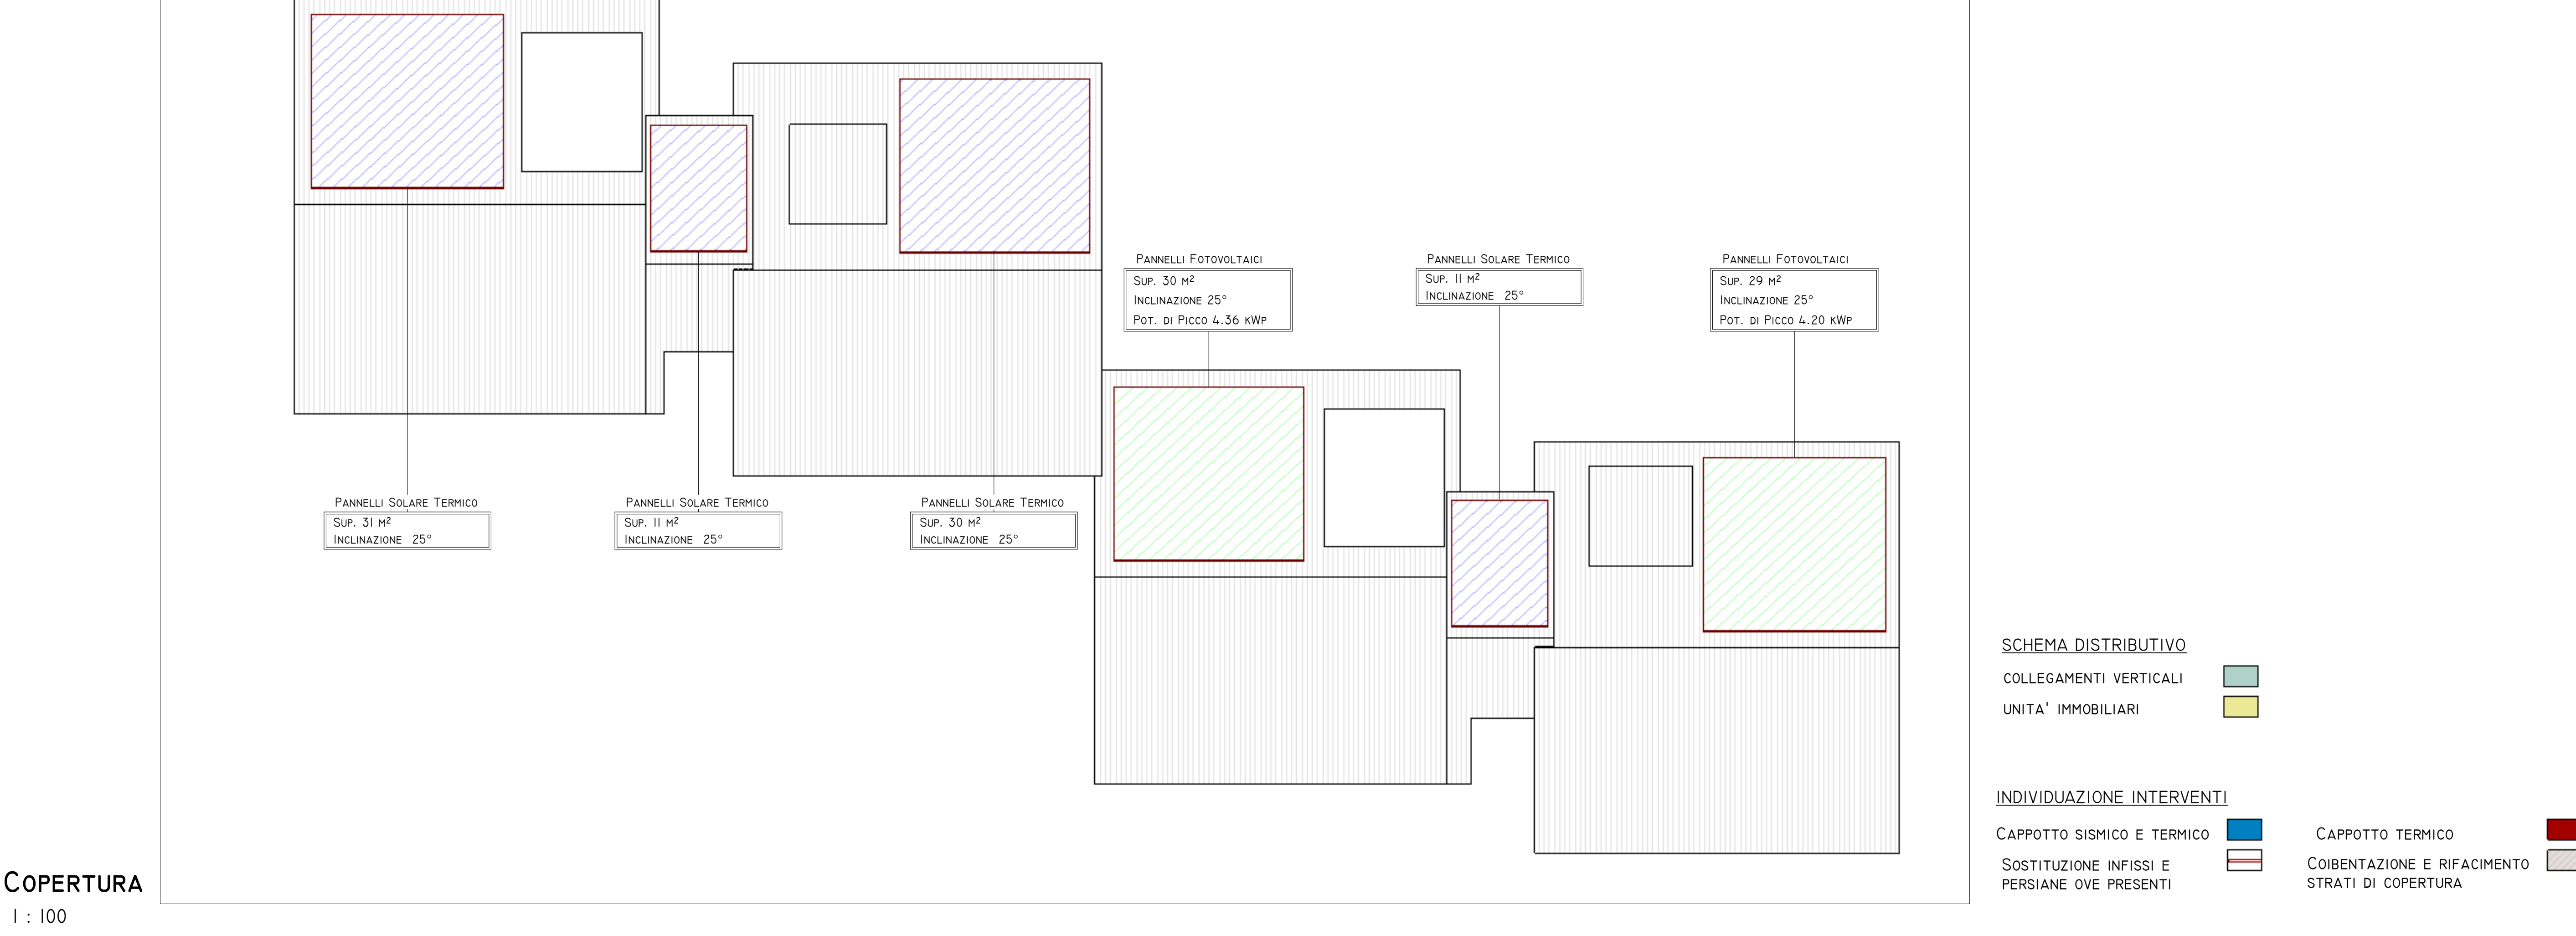 Pannelli Fotovoltaici
Sup. 30 m²
Inclinazione 25°
Pot. di Picco 4.36 kWp
Pannelli Solare Termico
Sup. 11 m²
Inclinazione 25°
Pannelli Fotovoltaici
Sup. 29 m²
Inclinazione 25°
Pot. di Picco 4.20 kWp
Pannelli Solare Termico
Sup. 31 m²
Inclinazione 25°
Pannelli Solare Termico
Sup. 11 m²
Inclinazione 25°
Pannelli Solare Termico
Sup. 30 m²
Inclinazione 25°
SCHEMA DISTRIBUTIVO
COLLEGAMENTI VERTICALI
UNITA' IMMOBILIARI
INDIVIDUAZIONE INTERVENTI
Cappotto sismico e termico
Cappotto termico
Sostituzione infissi e
persiane ove presenti
Coibentazione e rifacimento
strati di copertura
Copertura
1 : 100